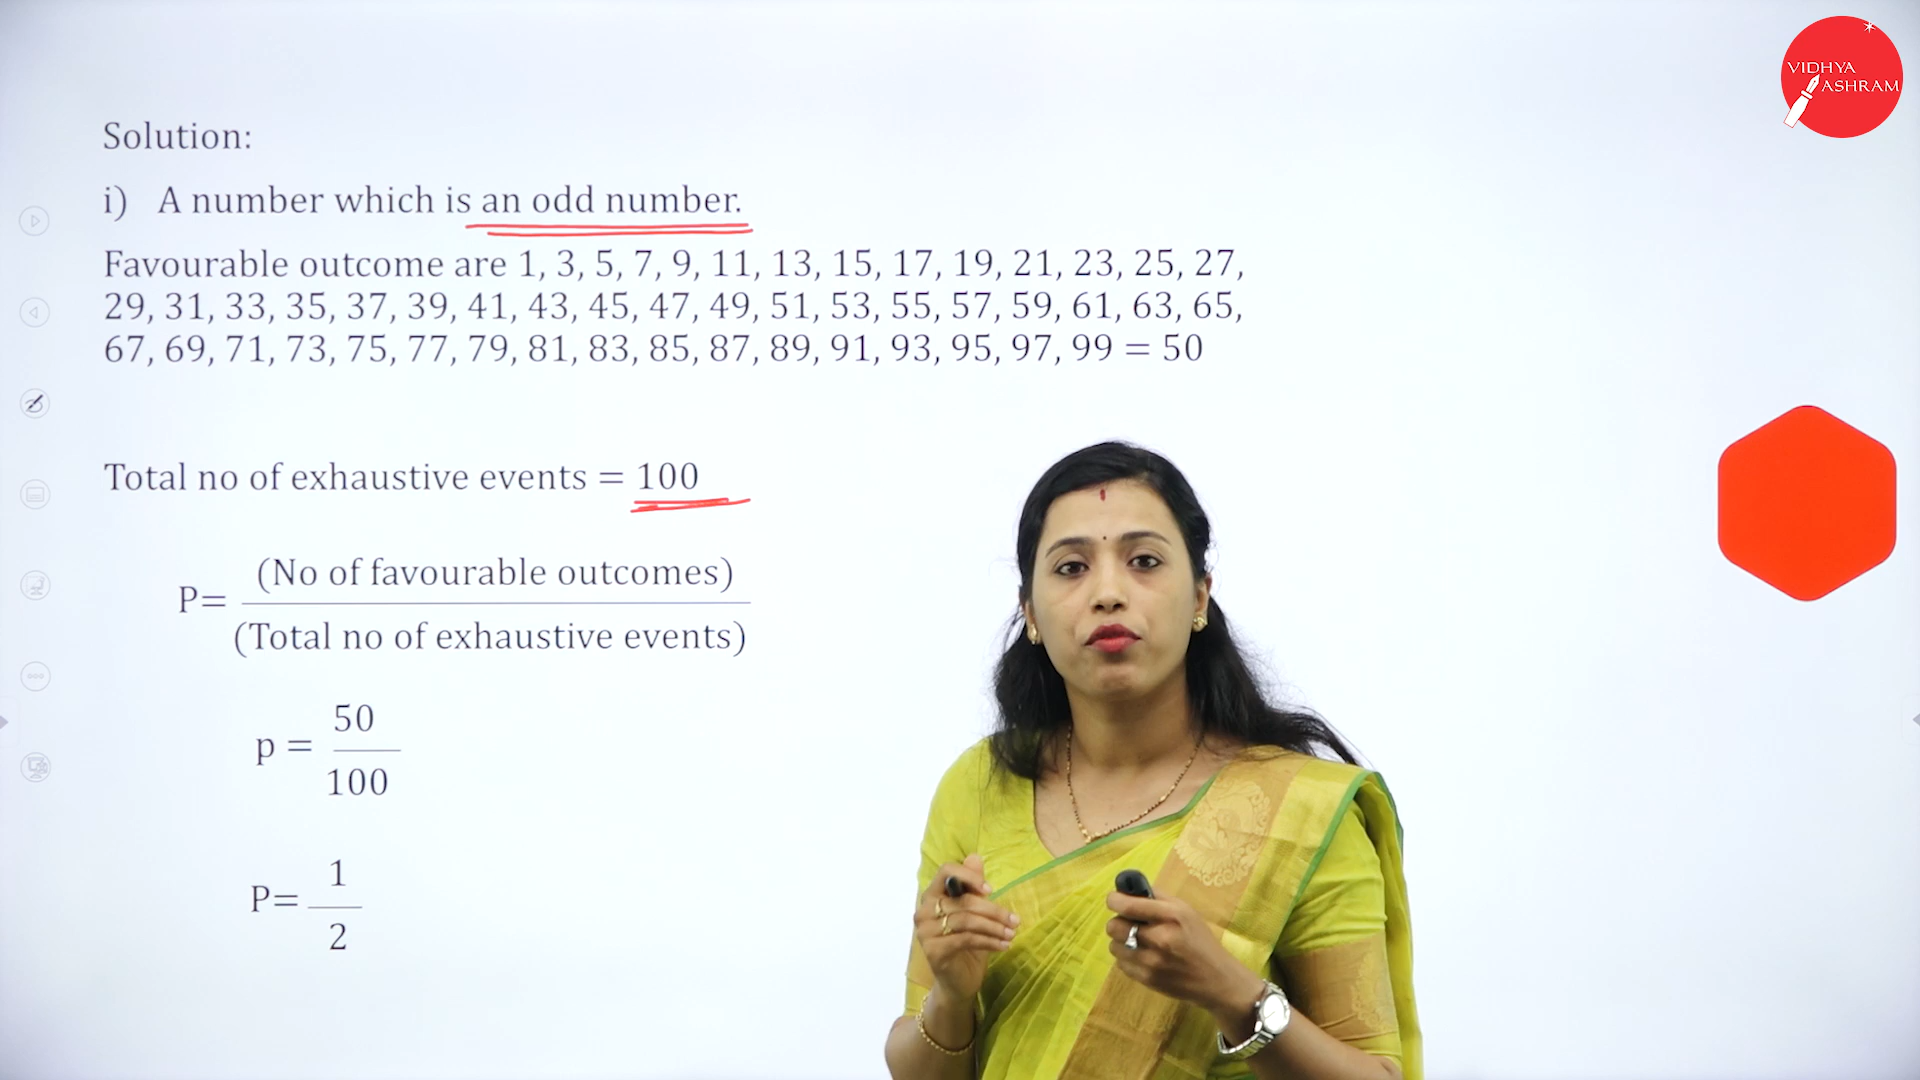 VIDHYA
ASHRAM
Solution:
i) A number which is an odd number.
Favourable outcome are 1, 3, 5, 7, 9, 11, 13, 15, 17, 19, 21, 23, 25, 27,
29, 31, 33, 35, 37, 39, 41, 43, 45, 47, 49, 51, 53, 55, 57, 59, 61, 63, 65,
67, 69, 71, 73, 75, 77, 79, 81, 83, 85, 87, 89, 91, 93, 95, 97, 99 = 50
Total no of exhaustive events = 100
(No of favourable outcomes)
P=
(Total no of exhaustive events)
50
p =
100
1
P=
2